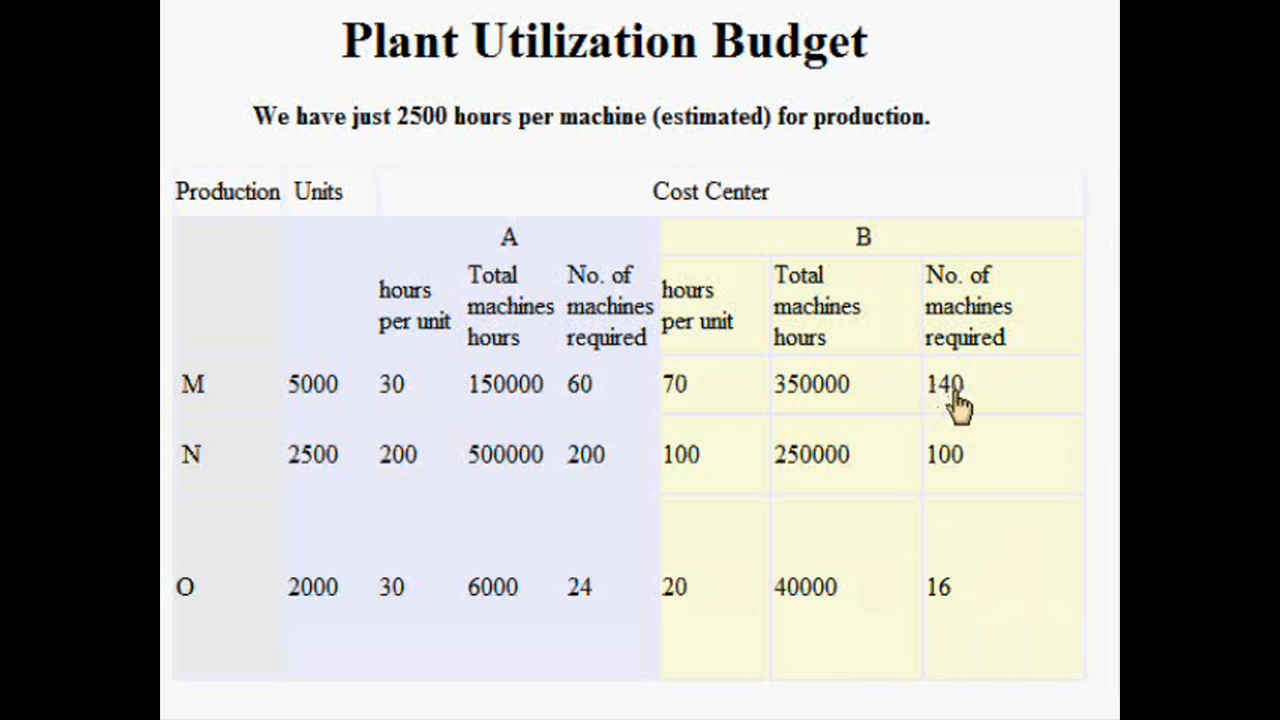 Plant Utilization Budget
We have just 2500 hours per machine (estimated) for production.
Production Units Cost Center
A B
hours per unit Total machines hours No. of machines required hours per unit Total machines hours No. of machines required
M 5000 30 150000 60 70 350000 140
N 2500 200 500000 200 100 250000 100
O 2000 30 6000 24 20 40000 16